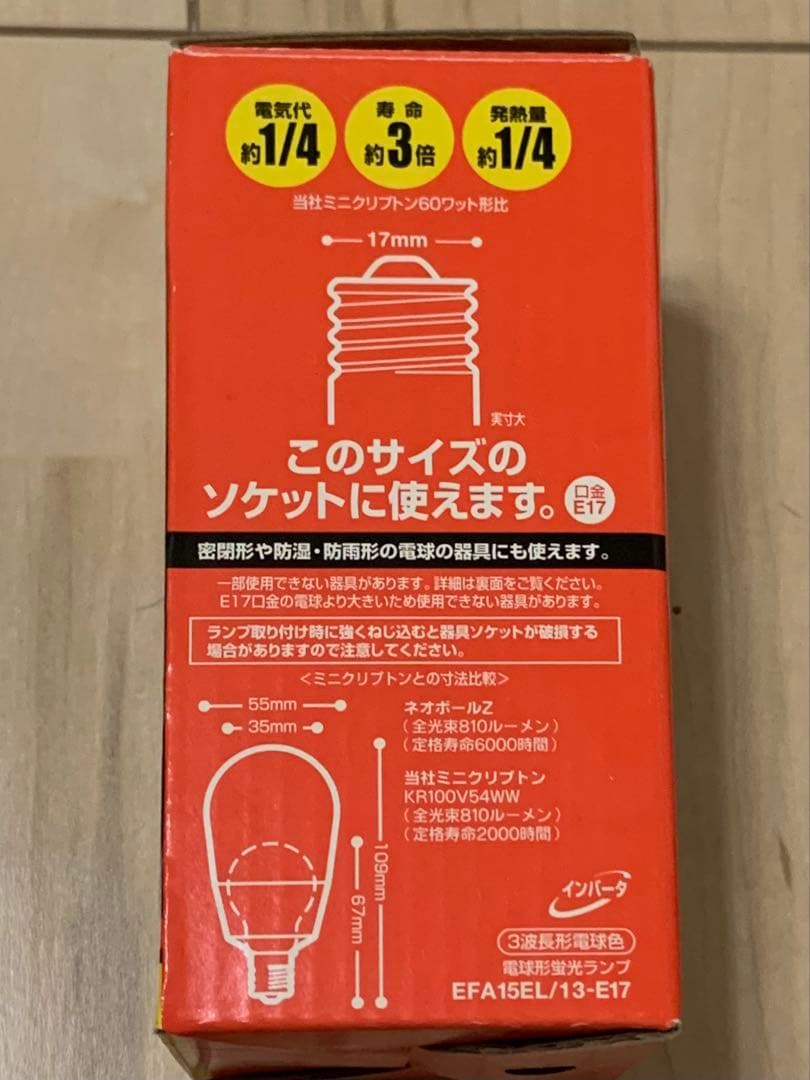 電気代
約1/4
寿命
約3倍
発熱量
約1/4
当社ミニクリプトン60ワット形比
17mm
実寸大
このサイズの
ソケットに使えます。
口金
E17
密閉形や防湿・防雨形の電球の器具にも使えます。
一部使用できない器具があります。詳細は裏面をご覧ください。
E17口金の電球より大きいため使用できない器具があります。
ランプ取り付け時に強くねじ込むと器具ソケットが破損する
場合がありますので注意してください。
<ミニクリプトンとの寸法比較>
55mm
35mm
109mm
67mm
ネオボールZ
(全光束810ルーメン)
(定格寿命6000時間)
当社ミニクリプトン
KR100V54WW
(全光束810ルーメン)
(定格寿命2000時間)
インバータ
3波長形電球色
電球形蛍光ランプ
EFA15EL/13-E17